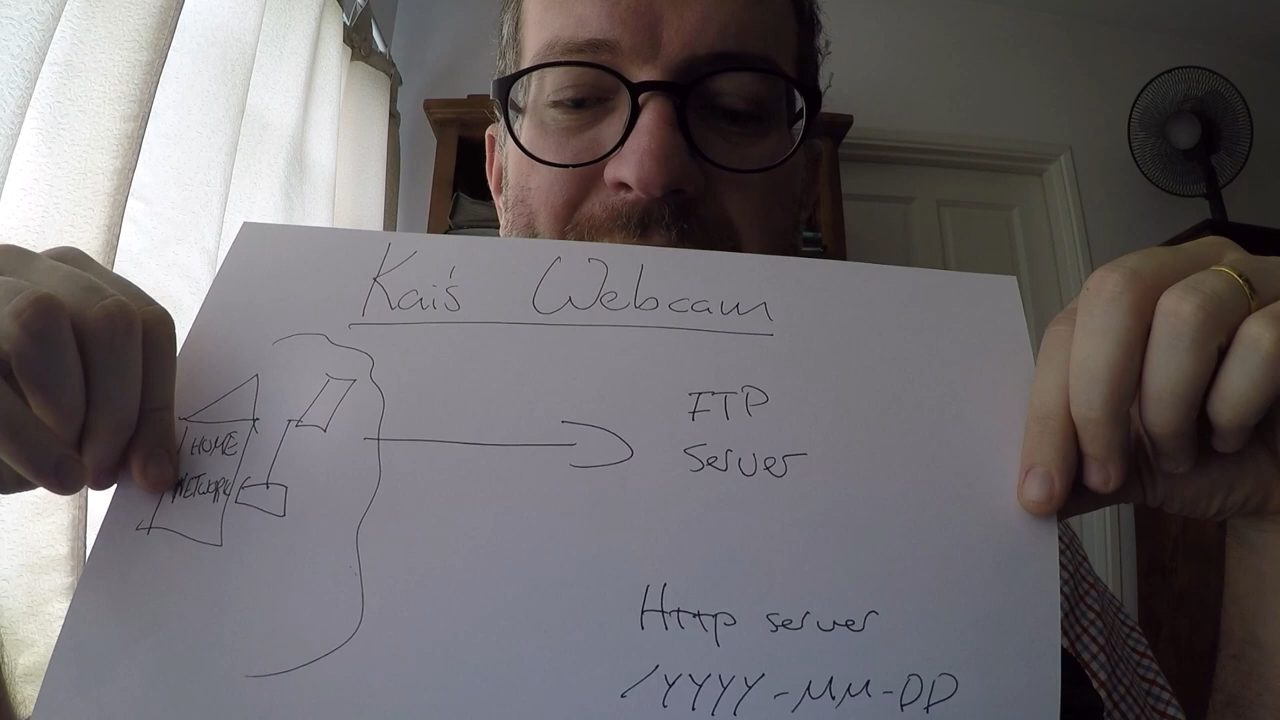 Kai's Webcam
HOME
NETWORK
FTP
server
Http server
/YYYY-MM-DD